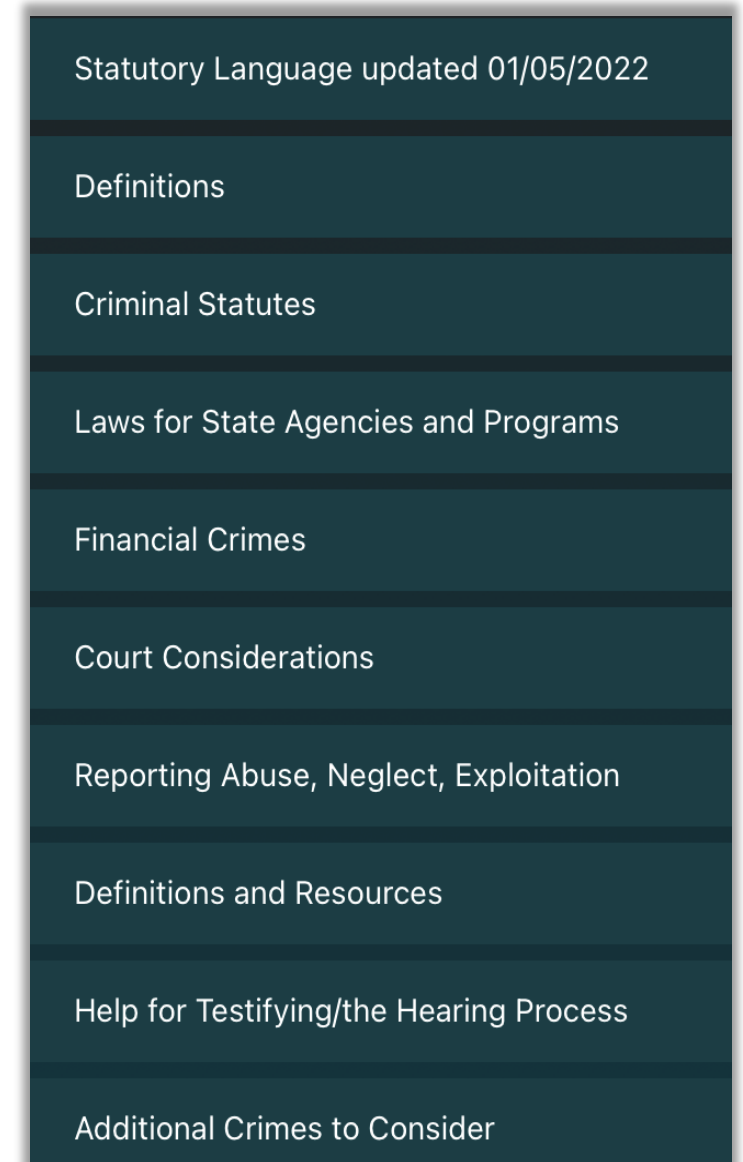 Statutory Language updated 01/05/2022
Definitions
Criminal Statutes
Laws for State Agencies and Programs
Financial Crimes
Court Considerations
Reporting Abuse, Neglect, Exploitation
Definitions and Resources
Help for Testifying/the Hearing Process
Additional Crimes to Consider